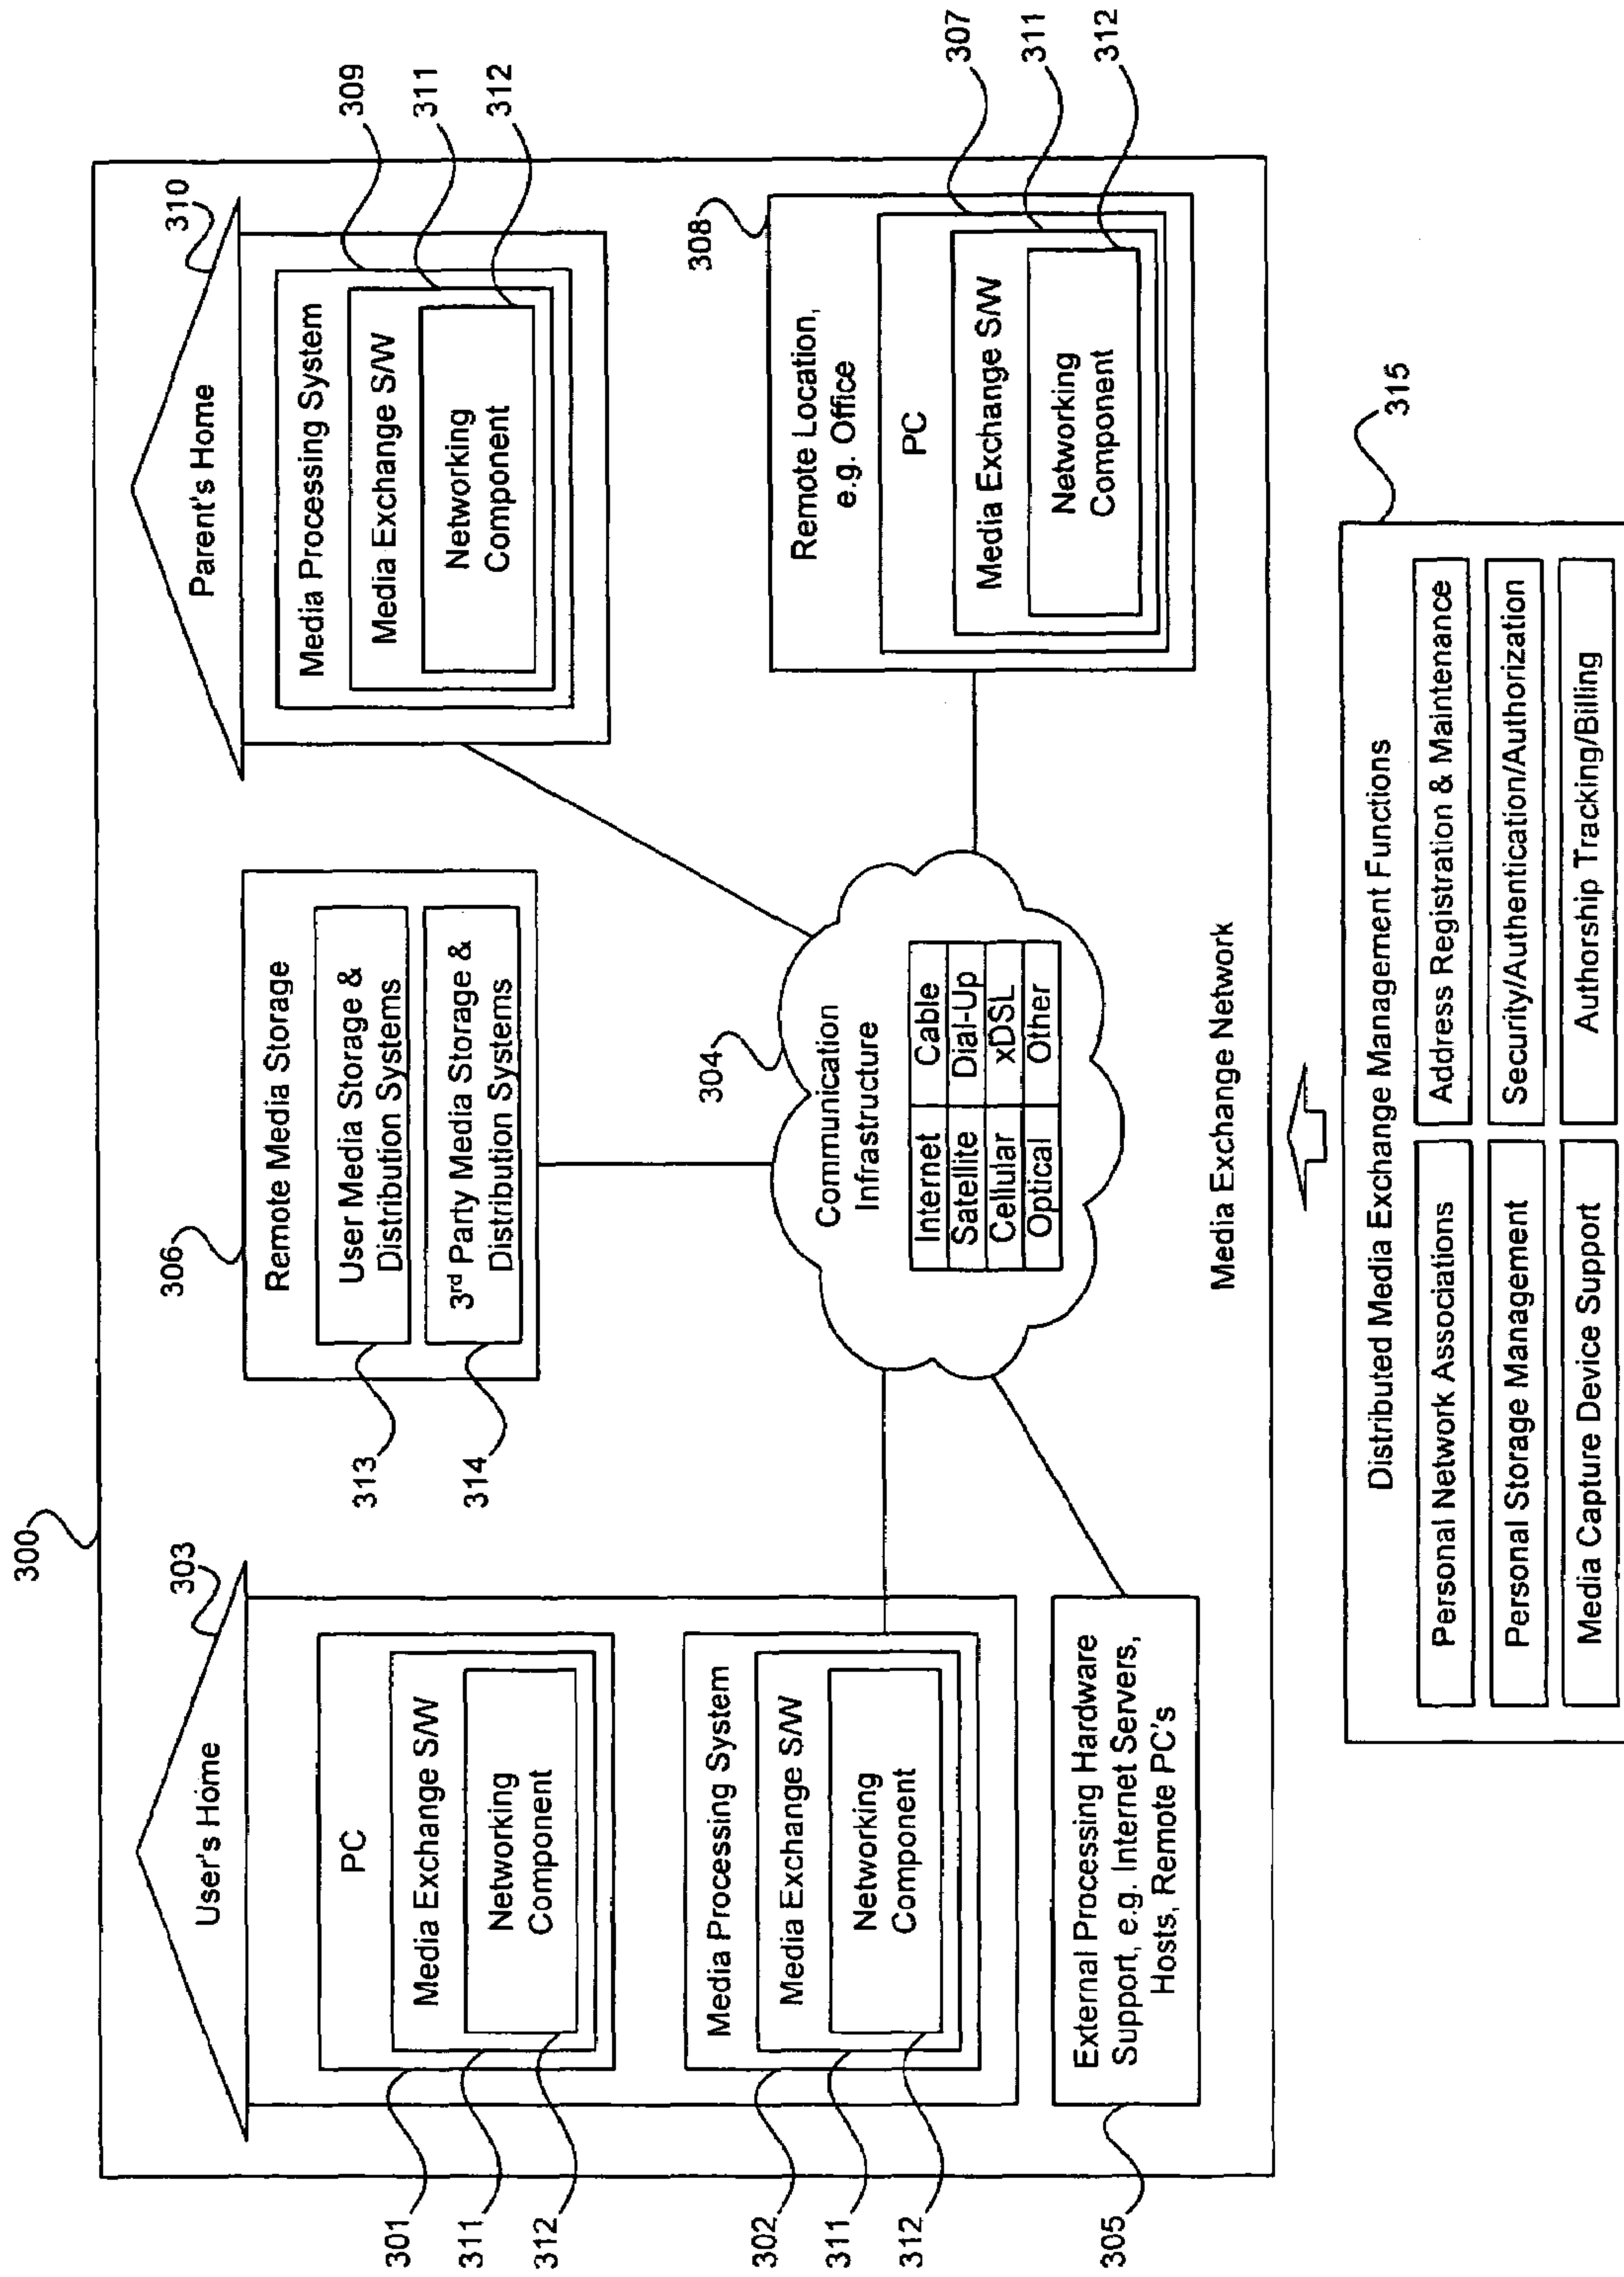 300
User's Home
303
PC
Media Exchange S/W
Networking
Component
301
311
312
Media Processing System
Media Exchange S/W
Networking
Component
302
311
312
External Processing Hardware
Support, e.g. Internet Servers,
Hosts, Remote PC's
305
306
Remote Media Storage
User Media Storage &
Distribution Systems
3rd Party Media Storage &
Distribution Systems
313
314
304
Communication
Infrastructure
Internet Cable
Satellite Dial-Up
Cellular xDSL
Optical Other
Parent's Home
310
Media Processing System
Media Exchange S/W
Networking
Component
309
311
312
308
Remote Location,
e.g. Office
PC
Media Exchange S/W
Networking
Component
307
311
312
Media Exchange Network
Distributed Media Exchange Management Functions
315
Personal Network Associations
Address Registration & Maintenance
Personal Storage Management
Security/Authentication/Authorization
Media Capture Device Support
Authorship Tracking/Billing